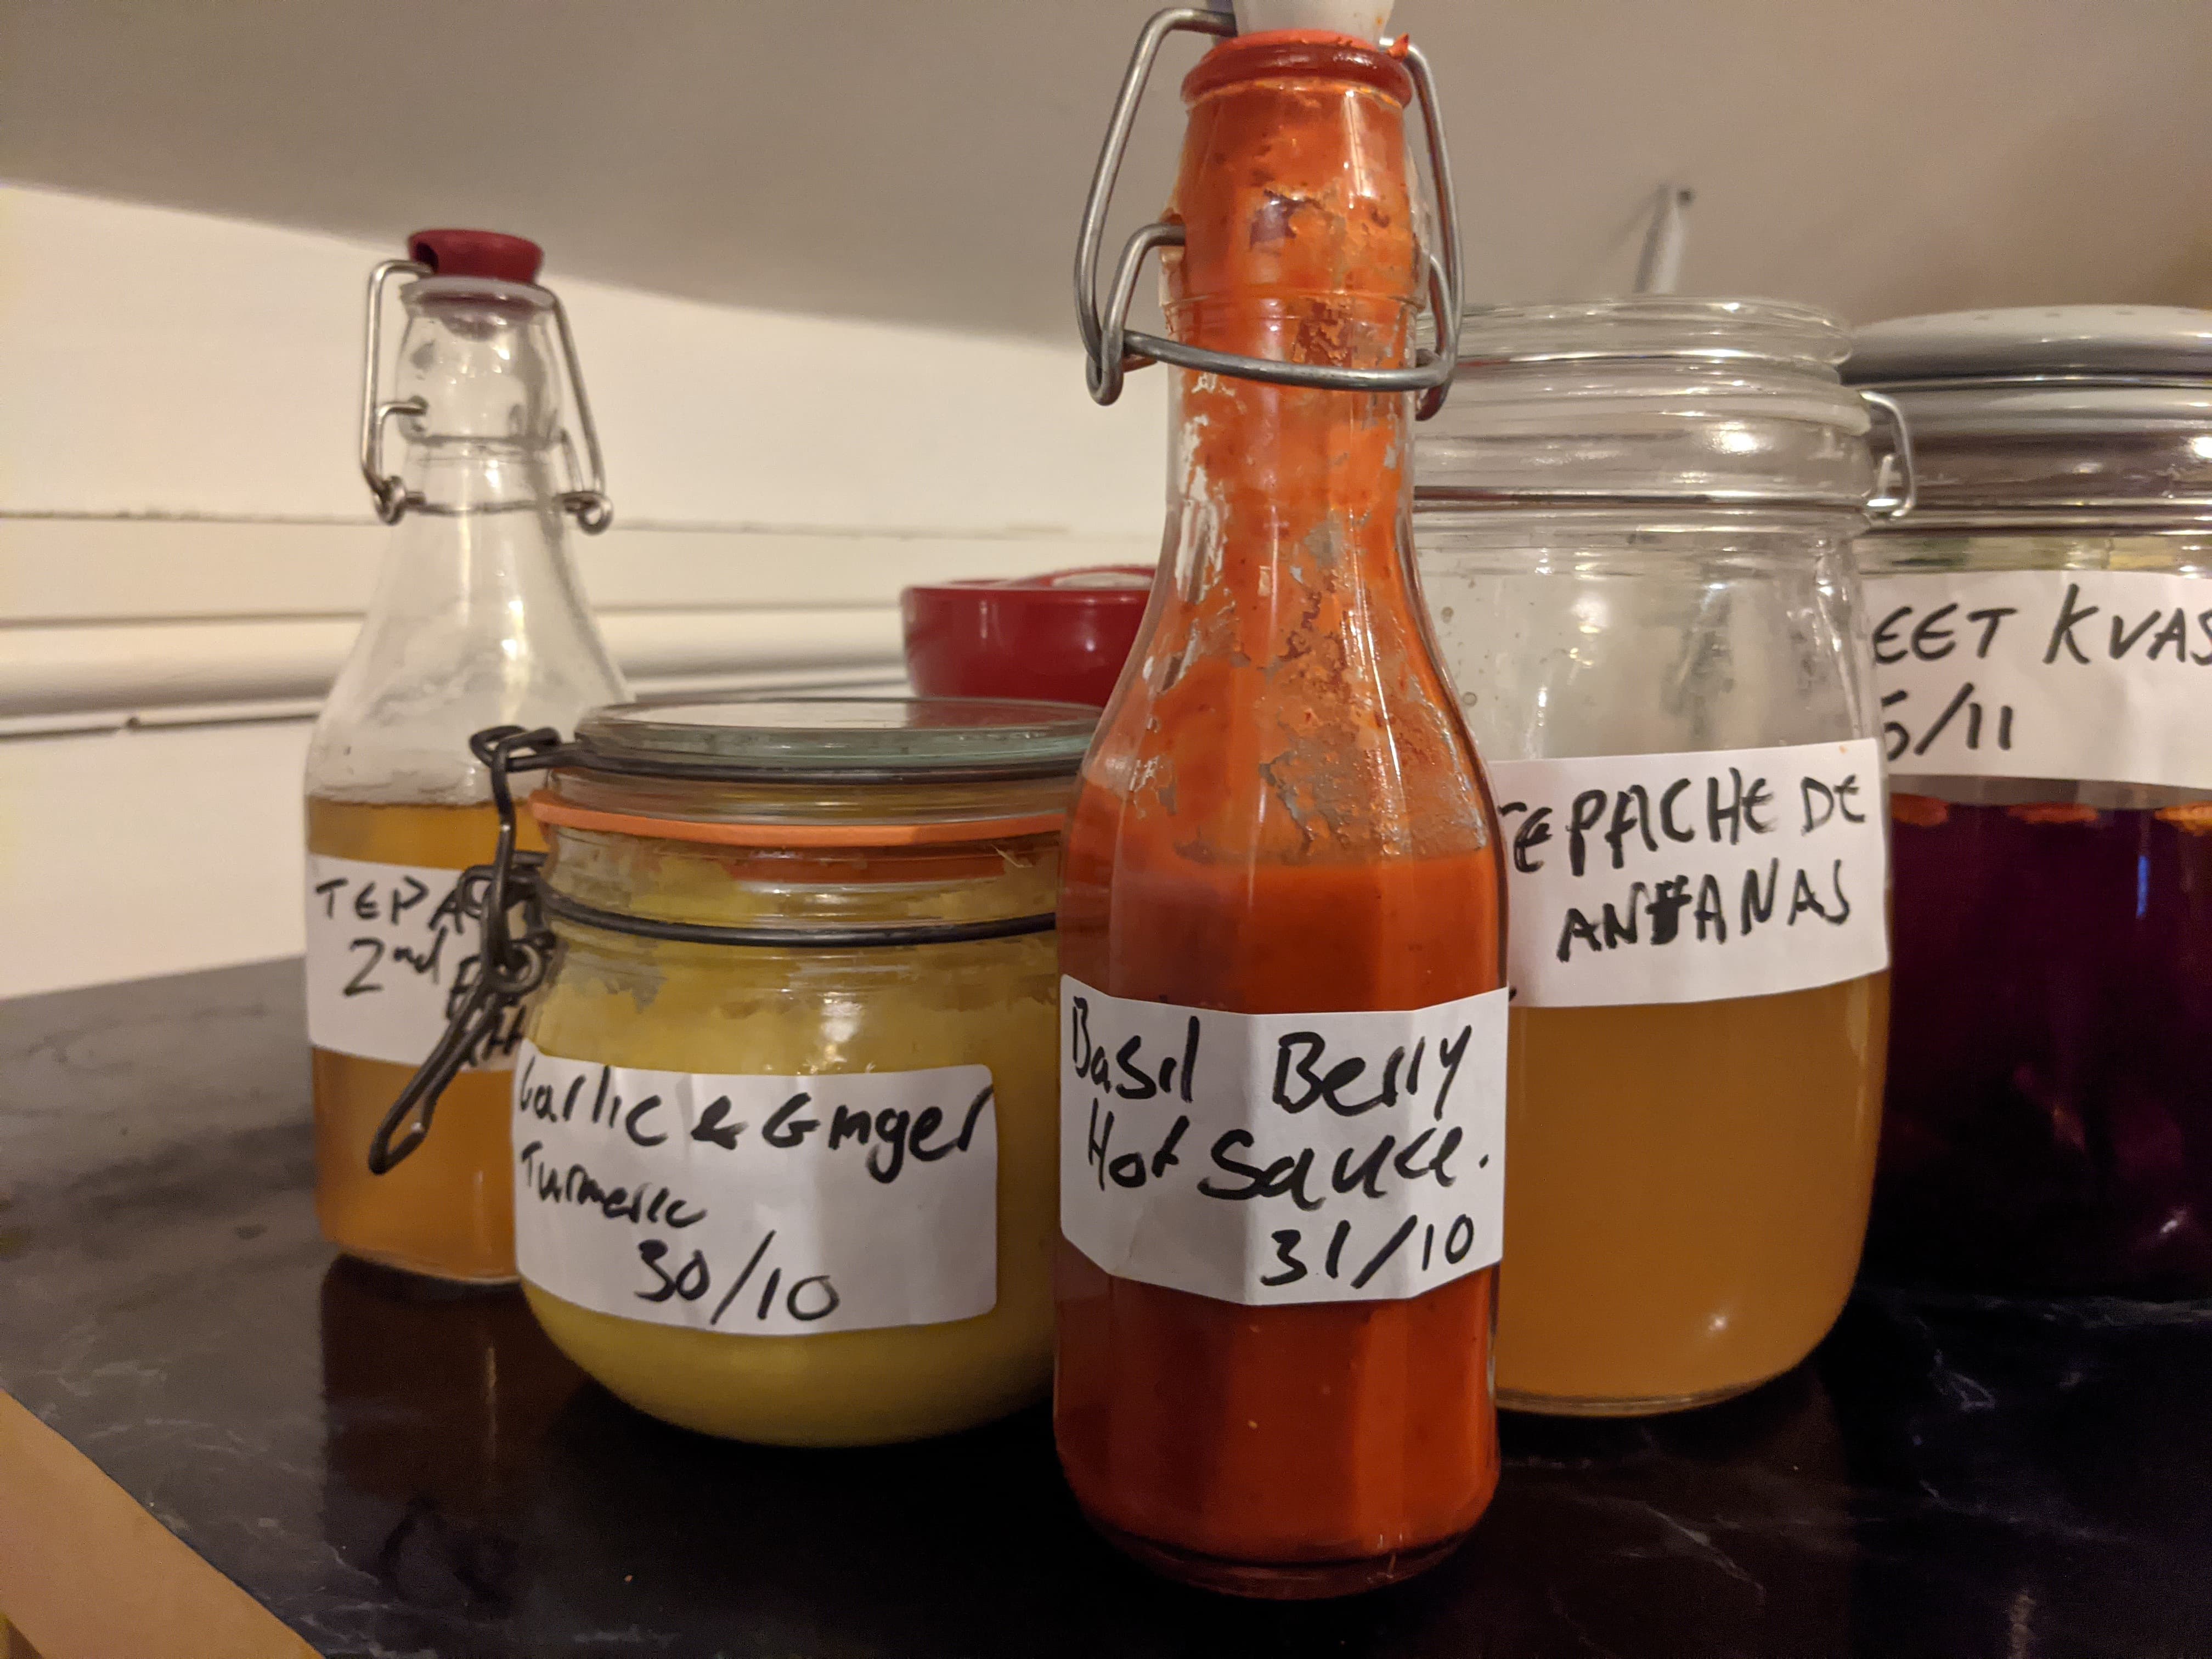 TEPA
2nd
Garlic & Ginger
Turmeric
30/10
Basil Berry
Hot Sauce.
31/10
TEPACHE DE
ANANAS
EET KVAS
5/11